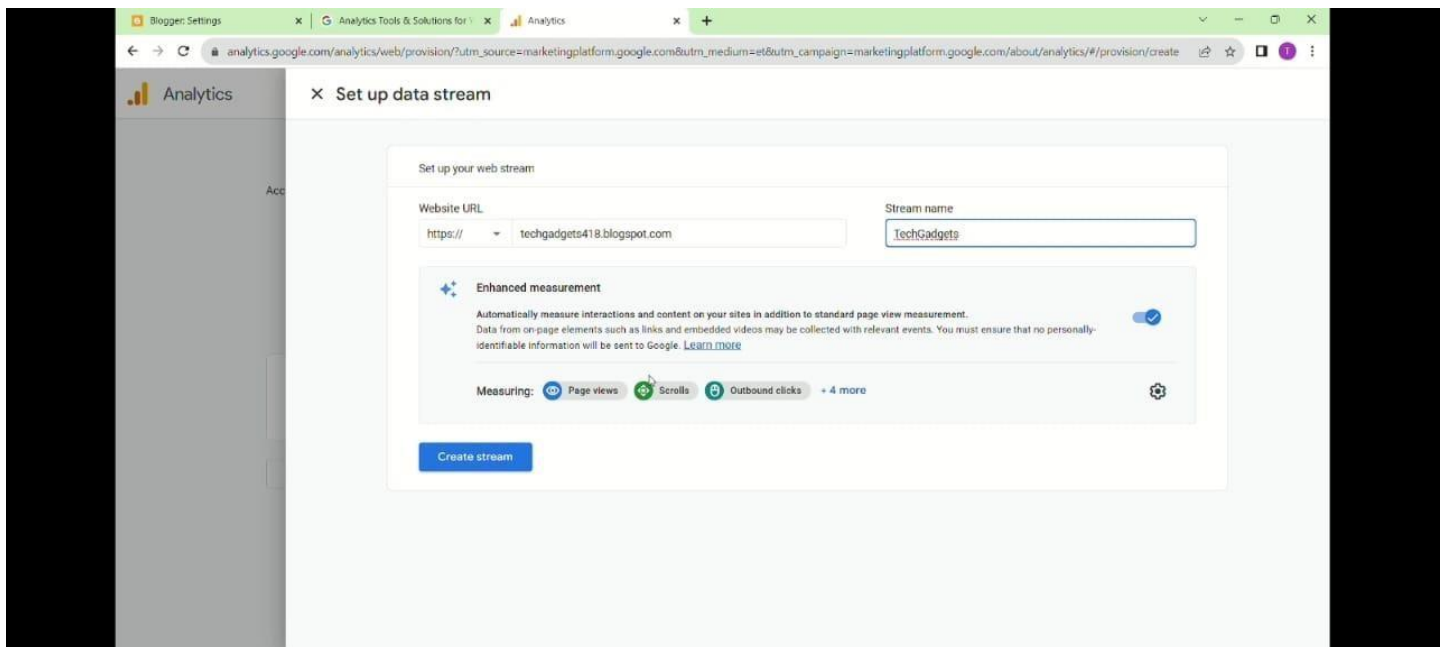 Blogger: Settings
Analytics Tools & Solutions for
Analytics
analytics.google.com/analytics/web/provision/?utm_source=marketingplatform.google.com&utm_medium=et&utm_campaign=marketingplatform.google.com/about/analytics/#/provision/create
T
Analytics
Set up data stream
Acc
Set up your web stream
Website URL
Stream name
https://
techgadgets418.blogspot.com
TechGadgets
Enhanced measurement
Automatically measure interactions and content on your sites in addition to standard page view measurement.
Data from on-page elements such as links and embedded videos may be collected with relevant events. You must ensure that no personally-
identifiable information will be sent to Google. Learn more
Measuring: Page views Scrolls Outbound clicks + 4 more
Create stream